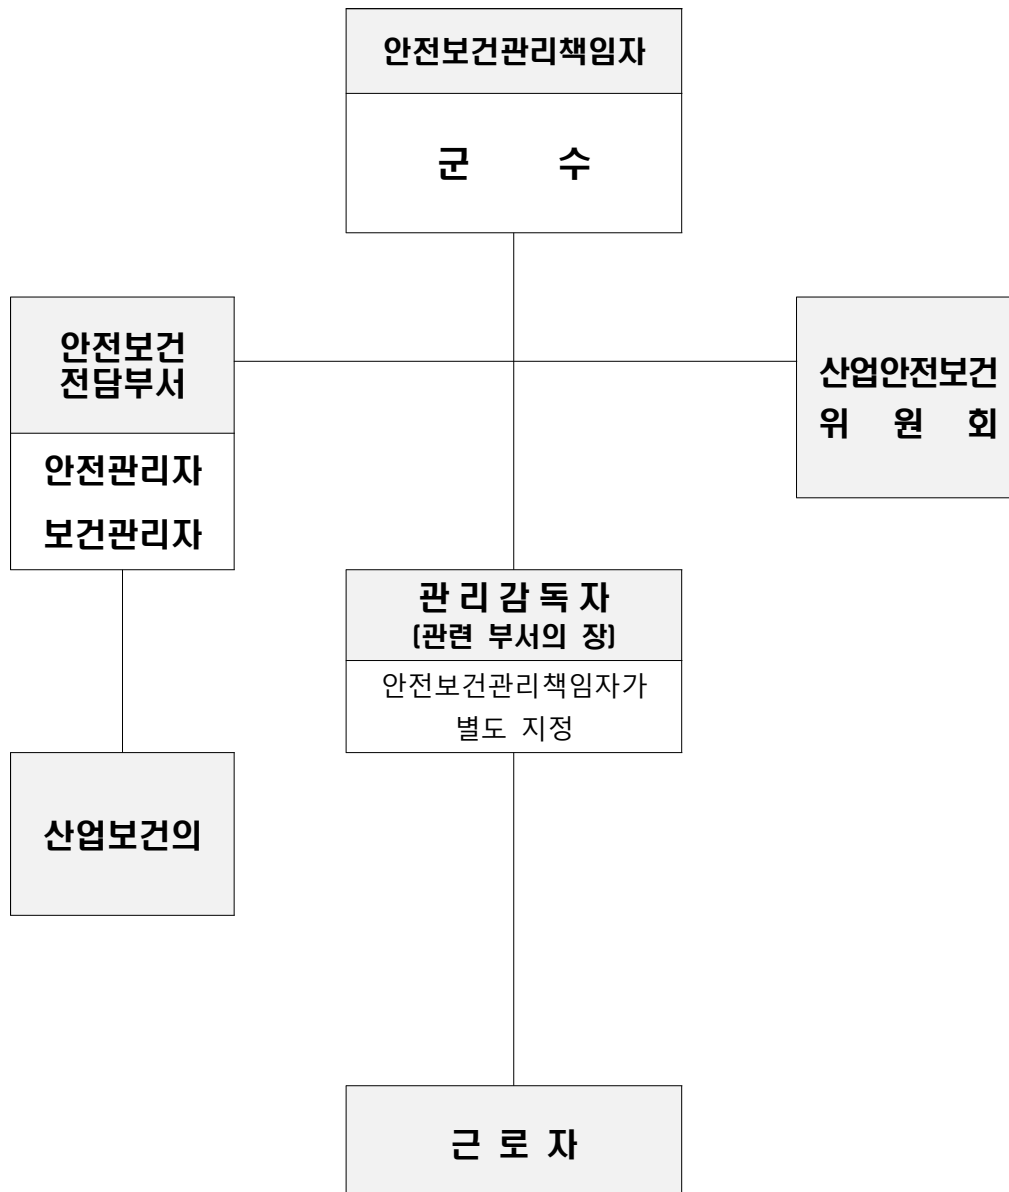 안전보건관리책임자
군 수
안전보건
전담부서
안전관리자
보건관리자
산업안전보건
위 원 회
관 리 감 독 자
(관련 부서의 장)
안전보건관리책임자가
별도 지정
산업보건의
근 로 자